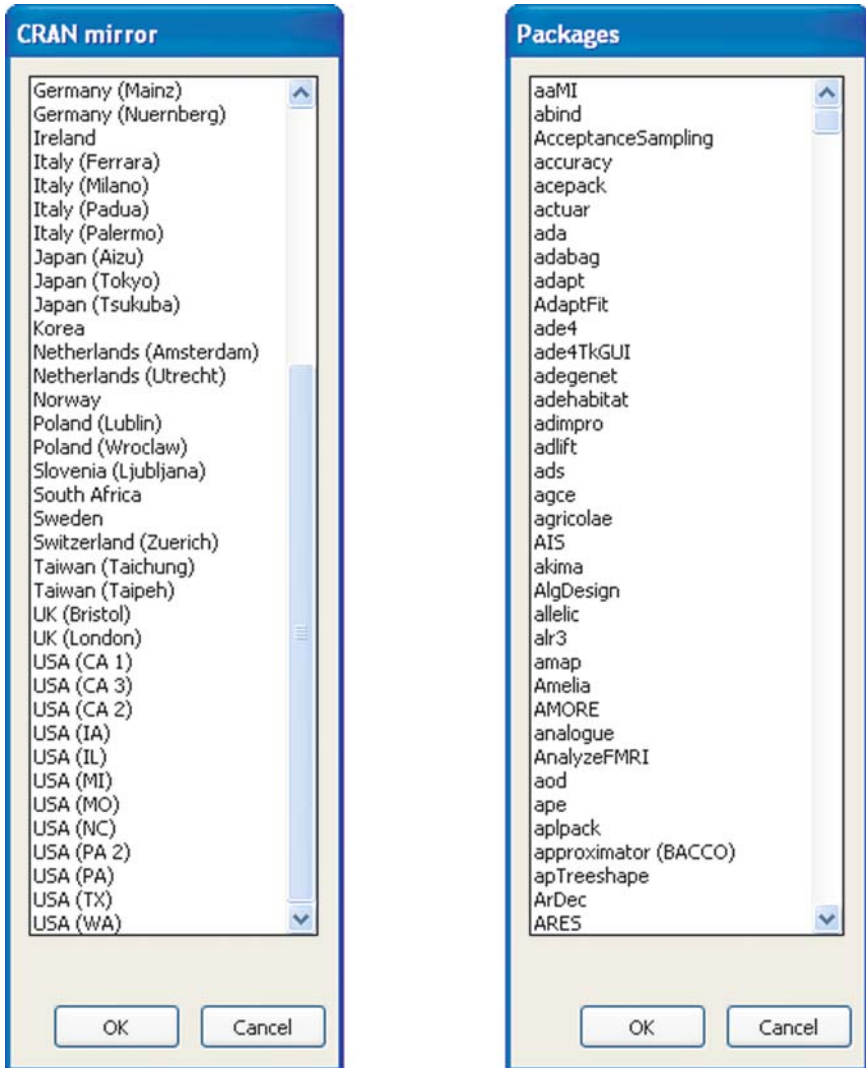 CRAN mirror
Germany (Mainz)
Germany (Nuernberg)
Ireland
Italy (Ferrara)
Italy (Milano)
Italy (Padua)
Italy (Palermo)
Japan (Aizu)
Japan (Tokyo)
Japan (Tsukuba)
Korea
Netherlands (Amsterdam)
Netherlands (Utrecht)
Norway
Poland (Lublin)
Poland (Wroclaw)
Slovenia (Ljubljana)
South Africa
Sweden
Switzerland (Zuerich)
Taiwan (Taichung)
Taiwan (Taipeh)
UK (Bristol)
UK (London)
USA (CA 1)
USA (CA 3)
USA (CA 2)
USA (IA)
USA (IL)
USA (MI)
USA (MO)
USA (NC)
USA (PA 2)
USA (PA)
USA (TX)
USA (WA)
OK
Cancel
Packages
aaMI
abind
AcceptanceSampling
accuracy
acepack
actuar
ada
adabag
adapt
AdaptFit
ade4
ade4TkGUI
adegenet
adehabitat
adimpro
adlift
ads
agce
agricolae
AIS
akima
AlgDesign
allelic
alr3
amap
Amelia
AMORE
analogue
AnalyzeFMRI
aod
ape
aplpack
approximator (BACCO)
apTreeshape
ArDec
ARES
OK
Cancel